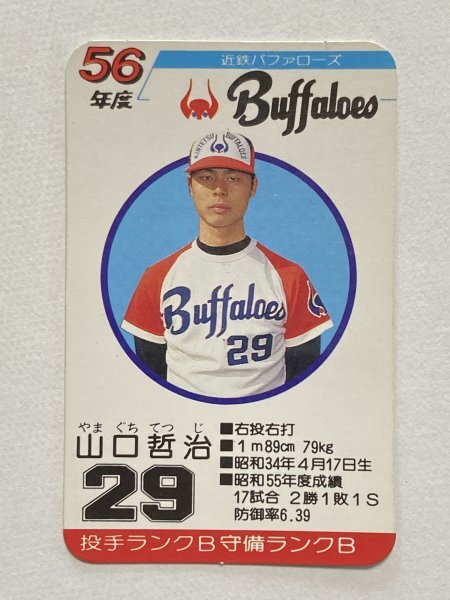 56
年度
近鉄バファローズ
Buffaloes
KINTETSU BUFFALOES
Buffaloes
29
やま ぐち てつ じ
山口哲治
29
■右投右打
■1m89cm 79kg
■昭和34年4月17日生
■昭和55年度成績
17試合 2勝1敗1S
防御率6.39
投手ランクB 守備ランクB